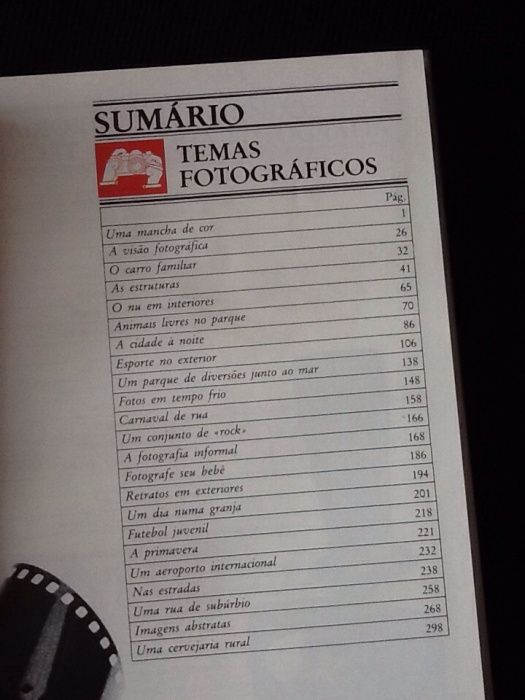 SUMÁRIO
TEMAS
FOTOGRÁFICOS
Pág.
Uma mancha de cor 1
A visão fotográfica 26
O carro familiar 32
As estruturas 41
O nu em interiores 65
Animais livres no parque 70
A cidade à noite 86
Esporte no exterior 106
Um parque de diversões junto ao mar 138
Fotos em tempo frio 148
Carnaval de rua 158
Um conjunto de «rock» 166
A fotografia informal 168
Fotografe seu bebê 186
Retratos em exteriores 194
Um dia numa granja 201
Futebol juvenil 218
A primavera 221
Um aeroporto internacional 232
Nas estradas 238
Uma rua de subúrbio 258
Imagens abstratas 268
Uma cervejaria rural 298